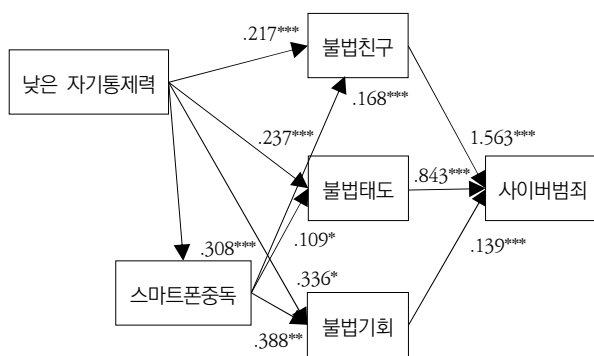 .217***
불법친구
낮은 자기통제력
.168***
.237***
1.563***
불법태도
.843***
사이버범죄
.308***
.109*
.139***
스마트폰중독
.336*
불법기회
.388**